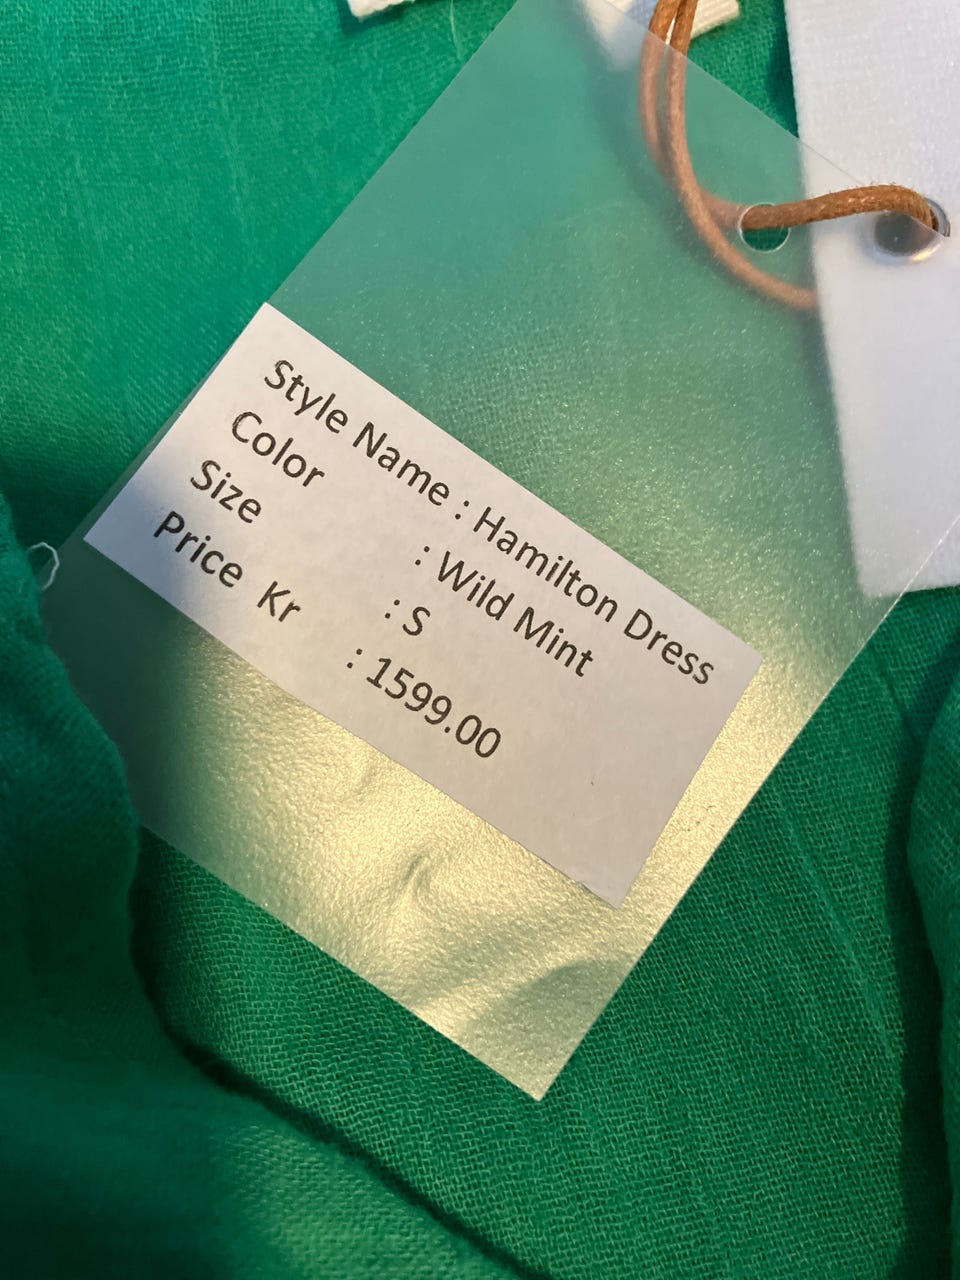 Style Name : Hamilton Dress
Color : Wild Mint
Size : S
Price Kr : 1599.00